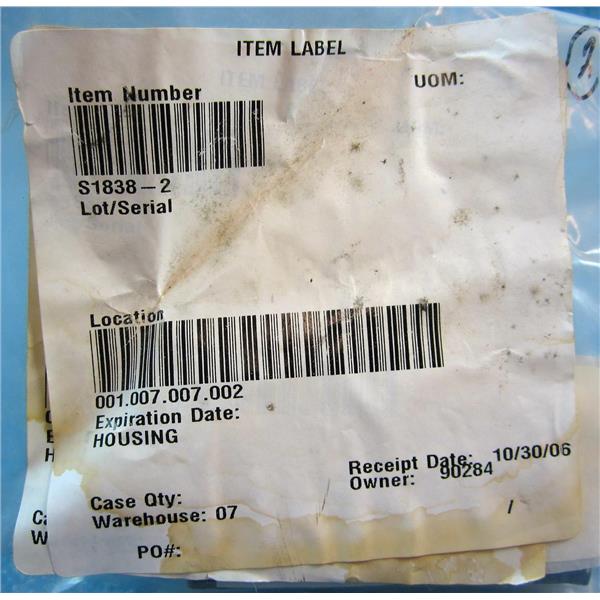 ITEM LABEL
UOM:
Item Number
S1838-2
Lot/Serial
Location
001.007.007.002
Expiration Date:
HOUSING
Receipt Date: 10/30/06
Owner: 90284
Case Qty:
Warehouse: 07
/
PO#: